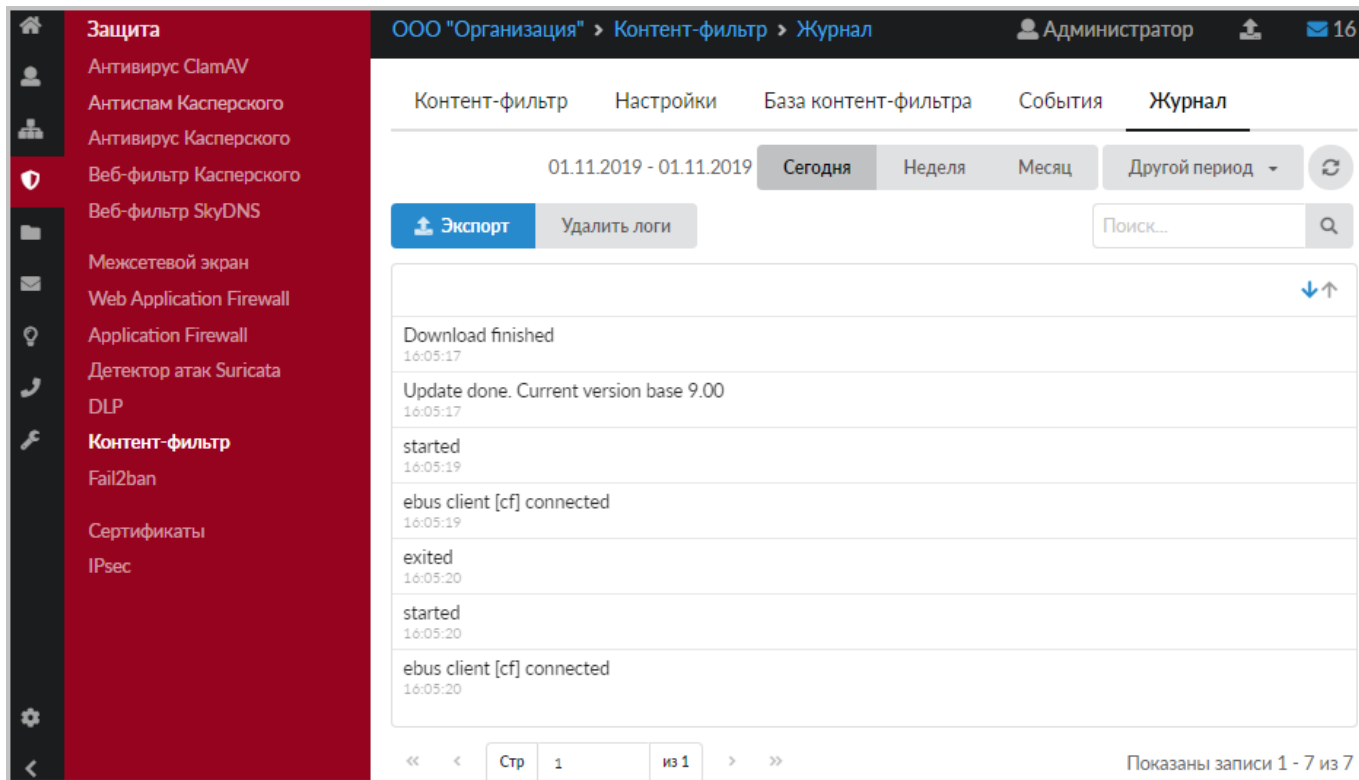 Защита
Антивирус ClamAV
Антиспам Касперского
Антивирус Касперского
Веб-фильтр Касперского
Веб-фильтр SkyDNS
Межсетевой экран
Web Application Firewall
Application Firewall
Детектор атак Suricata
DLP
Контент-фильтр
Fail2ban
Сертификаты
IPsec
ООО "Организация" > Контент-фильтр > Журнал
Администратор 16
Контент-фильтр Настройки База контент-фильтра События Журнал
01.11.2019 - 01.11.2019 Сегодня Неделя Месяц Другой период
Экспорт Удалить логи Поиск...
Download finished
16:05:17
Update done. Current version base 9.00
16:05:17
started
16:05:19
ebus client [cf] connected
16:05:19
exited
16:05:20
started
16:05:20
ebus client [cf] connected
16:05:20
Стр 1 из 1 Показаны записи 1 - 7 из 7